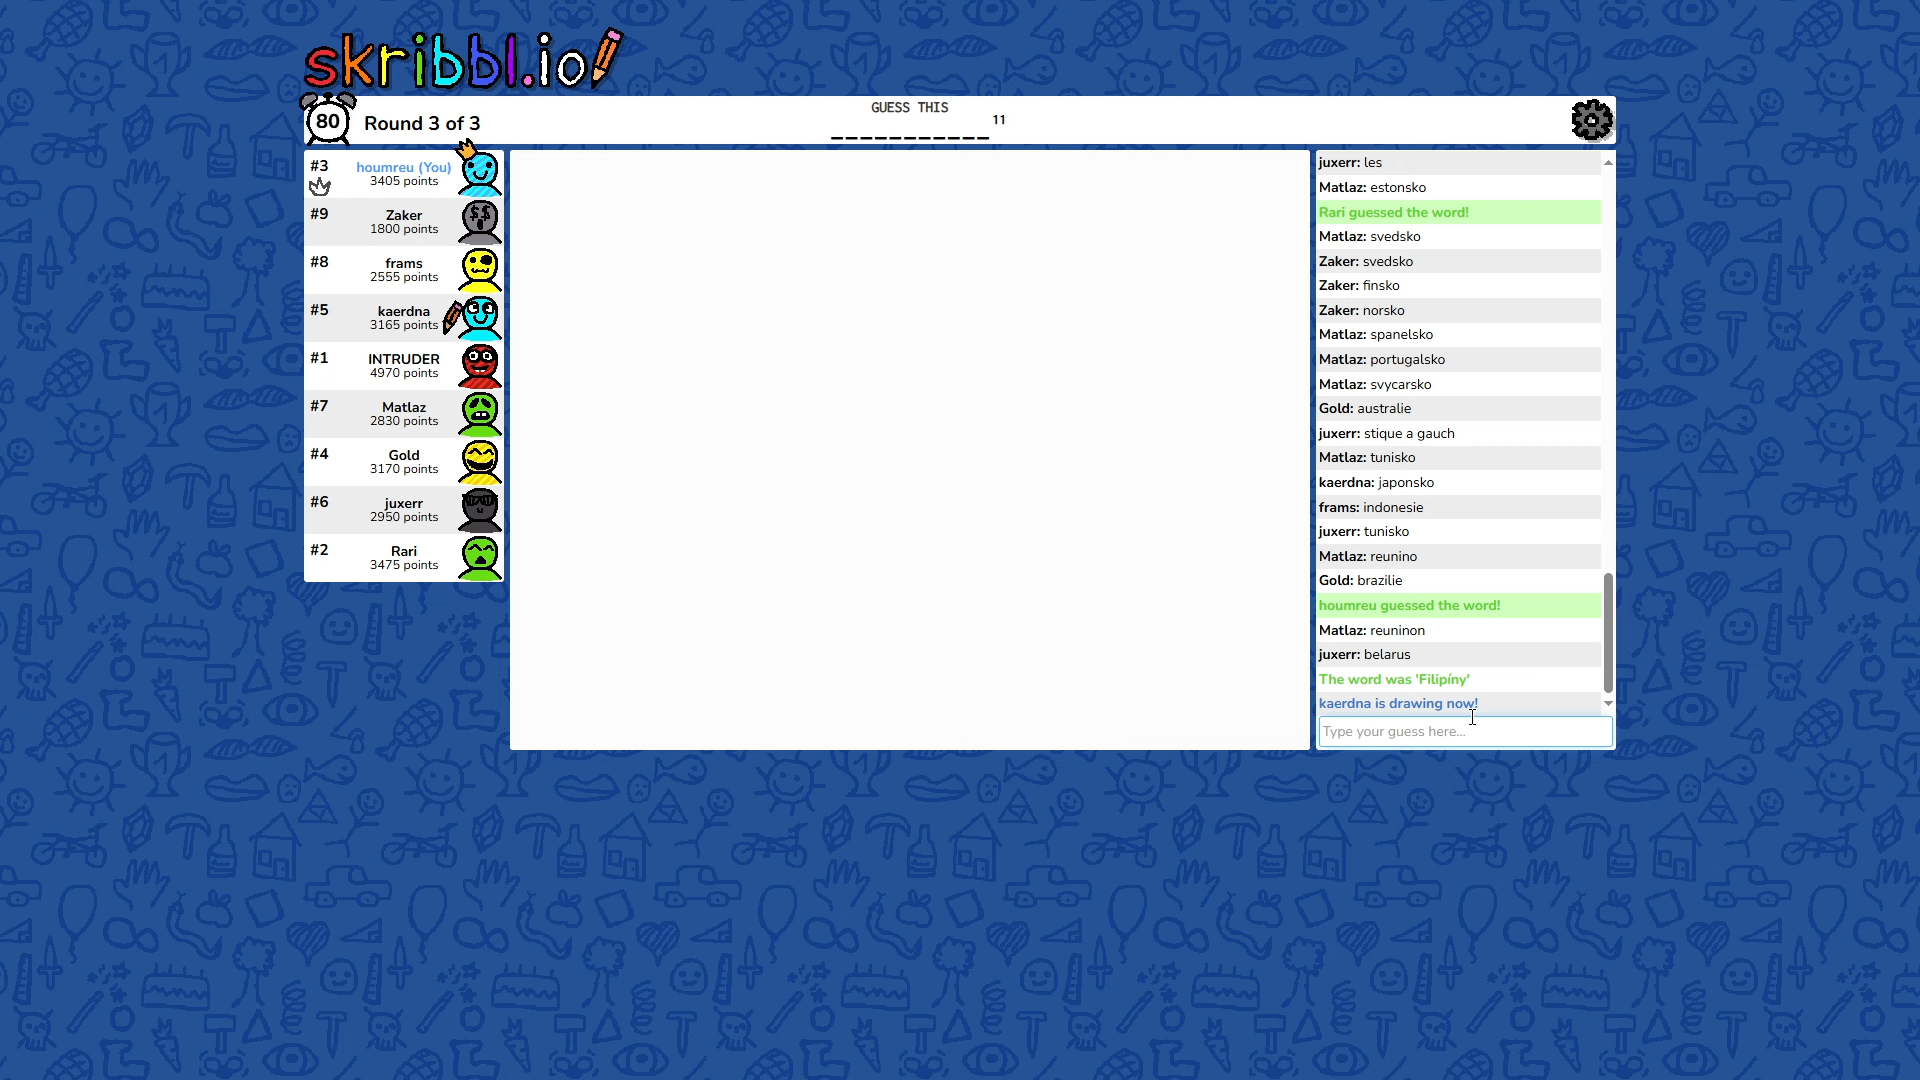 skribbl.io
80
Round 3 of 3
GUESS THIS
___________ 11
#3
houmreu (You)
3405 points
#9
Zaker
1800 points
#8
frams
2555 points
#5
kaerdna
3165 points
#1
INTRUDER
4970 points
#7
Matlaz
2830 points
#4
Gold
3170 points
#6
juxerr
2950 points
#2
Rari
3475 points
juxerr: les
Matlaz: estonsko
Rari guessed the word!
Matlaz: svedsko
Zaker: svedsko
Zaker: finsko
Zaker: norsko
Matlaz: spanelsko
Matlaz: portugalsko
Matlaz: svycarsko
Gold: australie
juxerr: stique a gauch
Matlaz: tunisko
kaerdna: japonsko
frams: indonesie
juxerr: tunisko
Matlaz: reunino
Gold: brazilie
houmreu guessed the word!
Matlaz: reuninon
juxerr: belarus
The word was 'Filipíny'
kaerdna is drawing now!
Type your guess here...